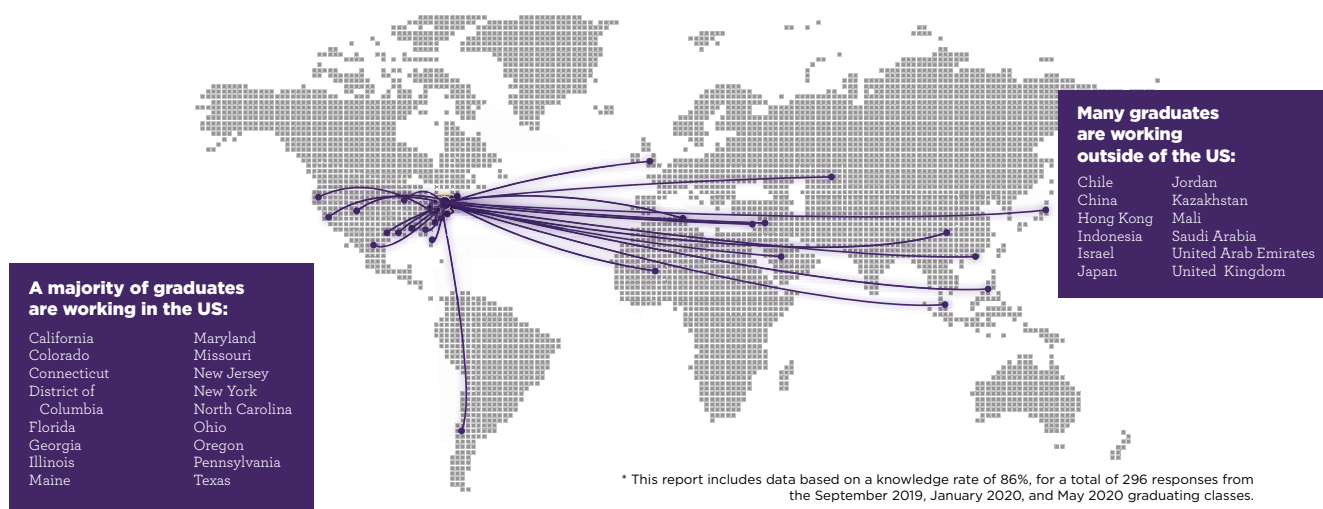 Many graduates
are working
outside of the US:
Chile
China
Hong Kong
Indonesia
Israel
Japan
Jordan
Kazakhstan
Mali
Saudi Arabia
United Arab Emirates
United Kingdom
A majority of graduates
are working in the US:
California
Colorado
Connecticut
District of
Columbia
Florida
Georgia
Illinois
Maine
Maryland
Missouri
New Jersey
New York
North Carolina
Ohio
Oregon
Pennsylvania
Texas
* This report includes data based on a knowledge rate of 86%, for a total of 296 responses from
the September 2019, January 2020, and May 2020 graduating classes.